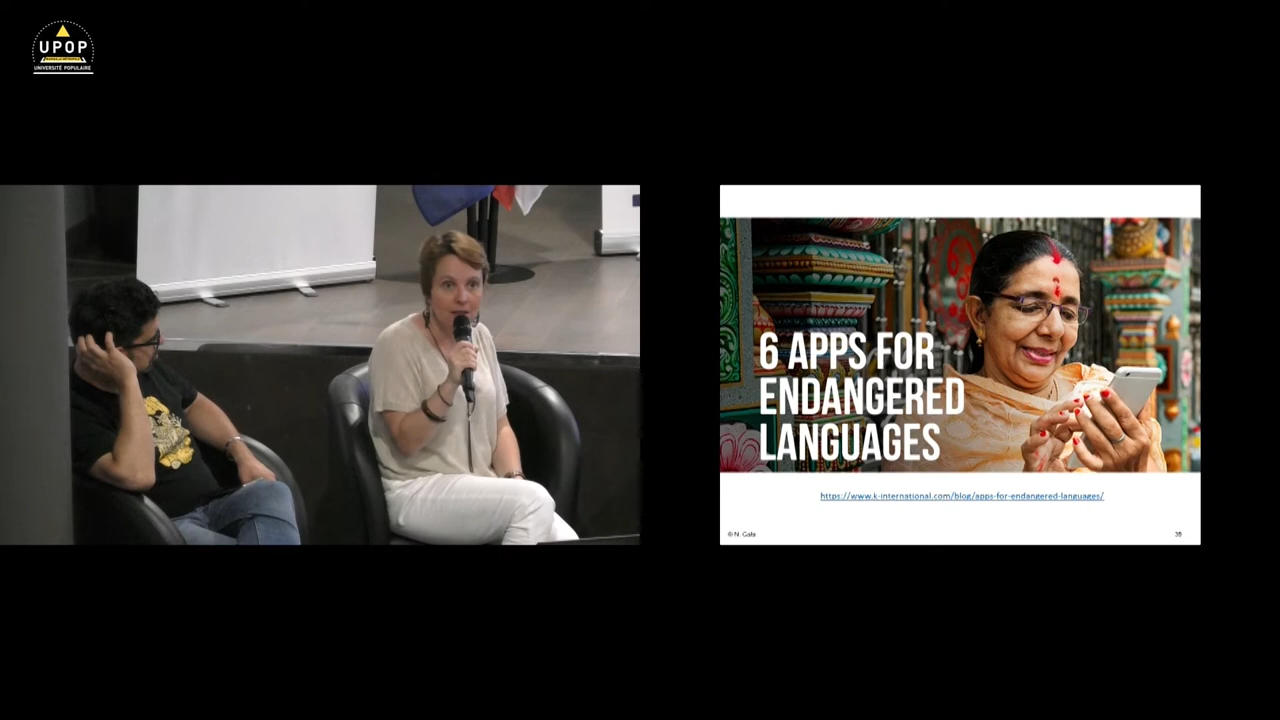 UPOP
UNIVERSITÉ POPULAIRE
6 APPS FOR
ENDANGERED
LANGUAGES
https://www.k-international.com/blog/apps-for-endangered-languages/
© N. Gala